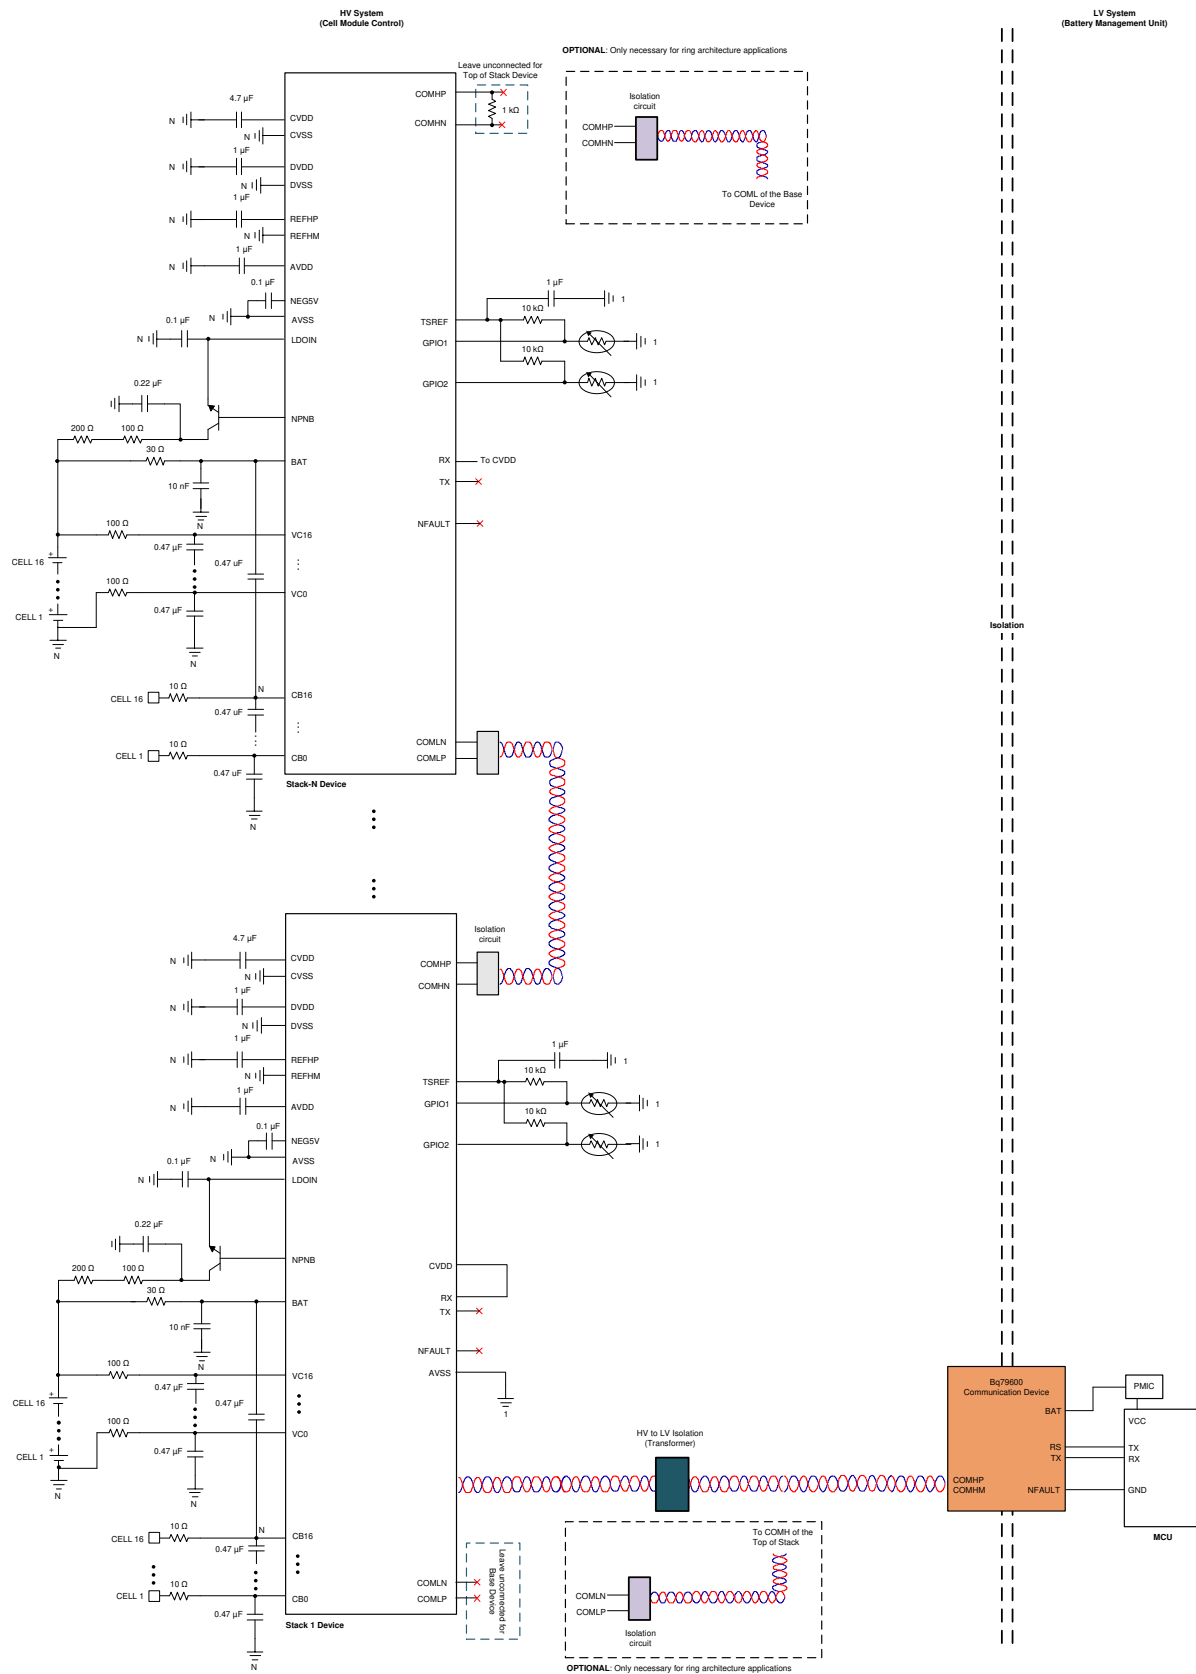 HV System
(Cell Module Control)
LV System
(Battery Management Unit)
OPTIONAL: Only necessary for ring architecture applications
Leave unconnected for
Top of Stack Device
COMHP
1 kΩ
COMHN
Isolation
circuit
COMHP
COMHN
To COML of the Base
Device
4.7 µF
N
CVDD
N
CVSS
1 µF
N
DVDD
N
DVSS
1 µF
N
REFHP
N
REFHM
1 µF
N
AVDD
0.1 µF
NEG5V
N
AVSS
0.1 µF
N
LDOIN
1 µF
1
TSREF
10 kΩ
GPIO1
1
10 kΩ
GPIO2
1
0.22 µF
NPNB
200 Ω
100 Ω
30 Ω
BAT
10 nF
N
RX
To CVDD
TX
NFAULT
100 Ω
VC16
0.47 µF
CELL 16
+
0.47 uF
100 Ω
VC0
CELL 1
+
0.47 µF
N
N
Isolation
10 Ω
N
CELL 16
CB16
0.47 uF
10 Ω
CELL 1
CB0
0.47 uF
N
COMLN
COMLP
Stack-N Device
Isolation
circuit
COMHP
COMHN
4.7 µF
N
CVDD
N
CVSS
1 µF
N
DVDD
N
DVSS
1 µF
N
REFHP
N
REFHM
1 µF
N
AVDD
0.1 µF
NEG5V
N
AVSS
0.1 µF
N
LDOIN
1 µF
1
TSREF
10 kΩ
GPIO1
1
10 kΩ
GPIO2
1
0.22 µF
NPNB
200 Ω
100 Ω
30 Ω
BAT
10 nF
N
CVDD
RX
TX
NFAULT
AVSS
1
100 Ω
VC16
0.47 µF
CELL 16
+
0.47 µF
100 Ω
VC0
CELL 1
+
0.47 µF
N
N
HV to LV Isolation
(Transformer)
Bq79600
Communication Device
BAT
RS
TX
COMHP
COMHM
NFAULT
PMIC
VCC
TX
RX
GND
MCU
10 Ω
N
CELL 16
CB16
0.47 µF
10 Ω
CELL 1
CB0
0.47 µF
N
COMLN
COMLP
Leave unconnected for
Base Device
Stack 1 Device
To COMH of the
Top of Stack
COMLN
COMLP
Isolation
circuit
OPTIONAL: Only necessary for ring architecture applications